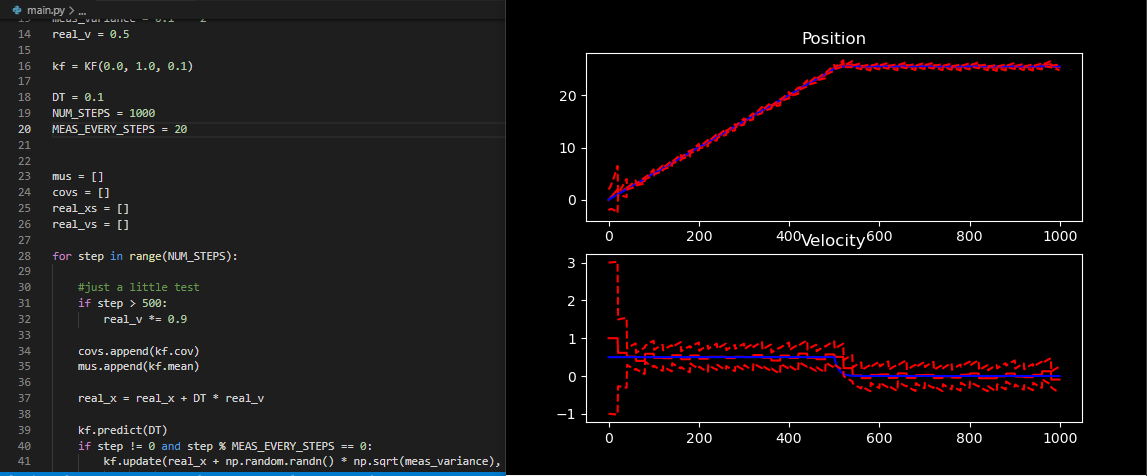 main.py > ...
13 meas_variance = 0.1 2
14 real_v = 0.5
15
16 kf = KF(0.0, 1.0, 0.1)
17
18 DT = 0.1
19 NUM_STEPS = 1000
20 MEAS_EVERY_STEPS = 20
21
22
23 mus = []
24 covs = []
25 real_xs = []
26 real_vs = []
27
28 for step in range(NUM_STEPS):
29
30 #just a little test
31 if step > 500:
32 real_v *= 0.9
33
34 covs.append(kf.cov)
35 mus.append(kf.mean)
36
37 real_x = real_x + DT * real_v
38
39 kf.predict(DT)
40 if step != 0 and step % MEAS_EVERY_STEPS == 0:
41 kf.update(real_x + np.random.randn() * np.sqrt(meas_variance),
Position
20
10
0
0 200 400 600 800 1000
Velocity
3
2
1
0
−1
0 200 400 600 800 1000